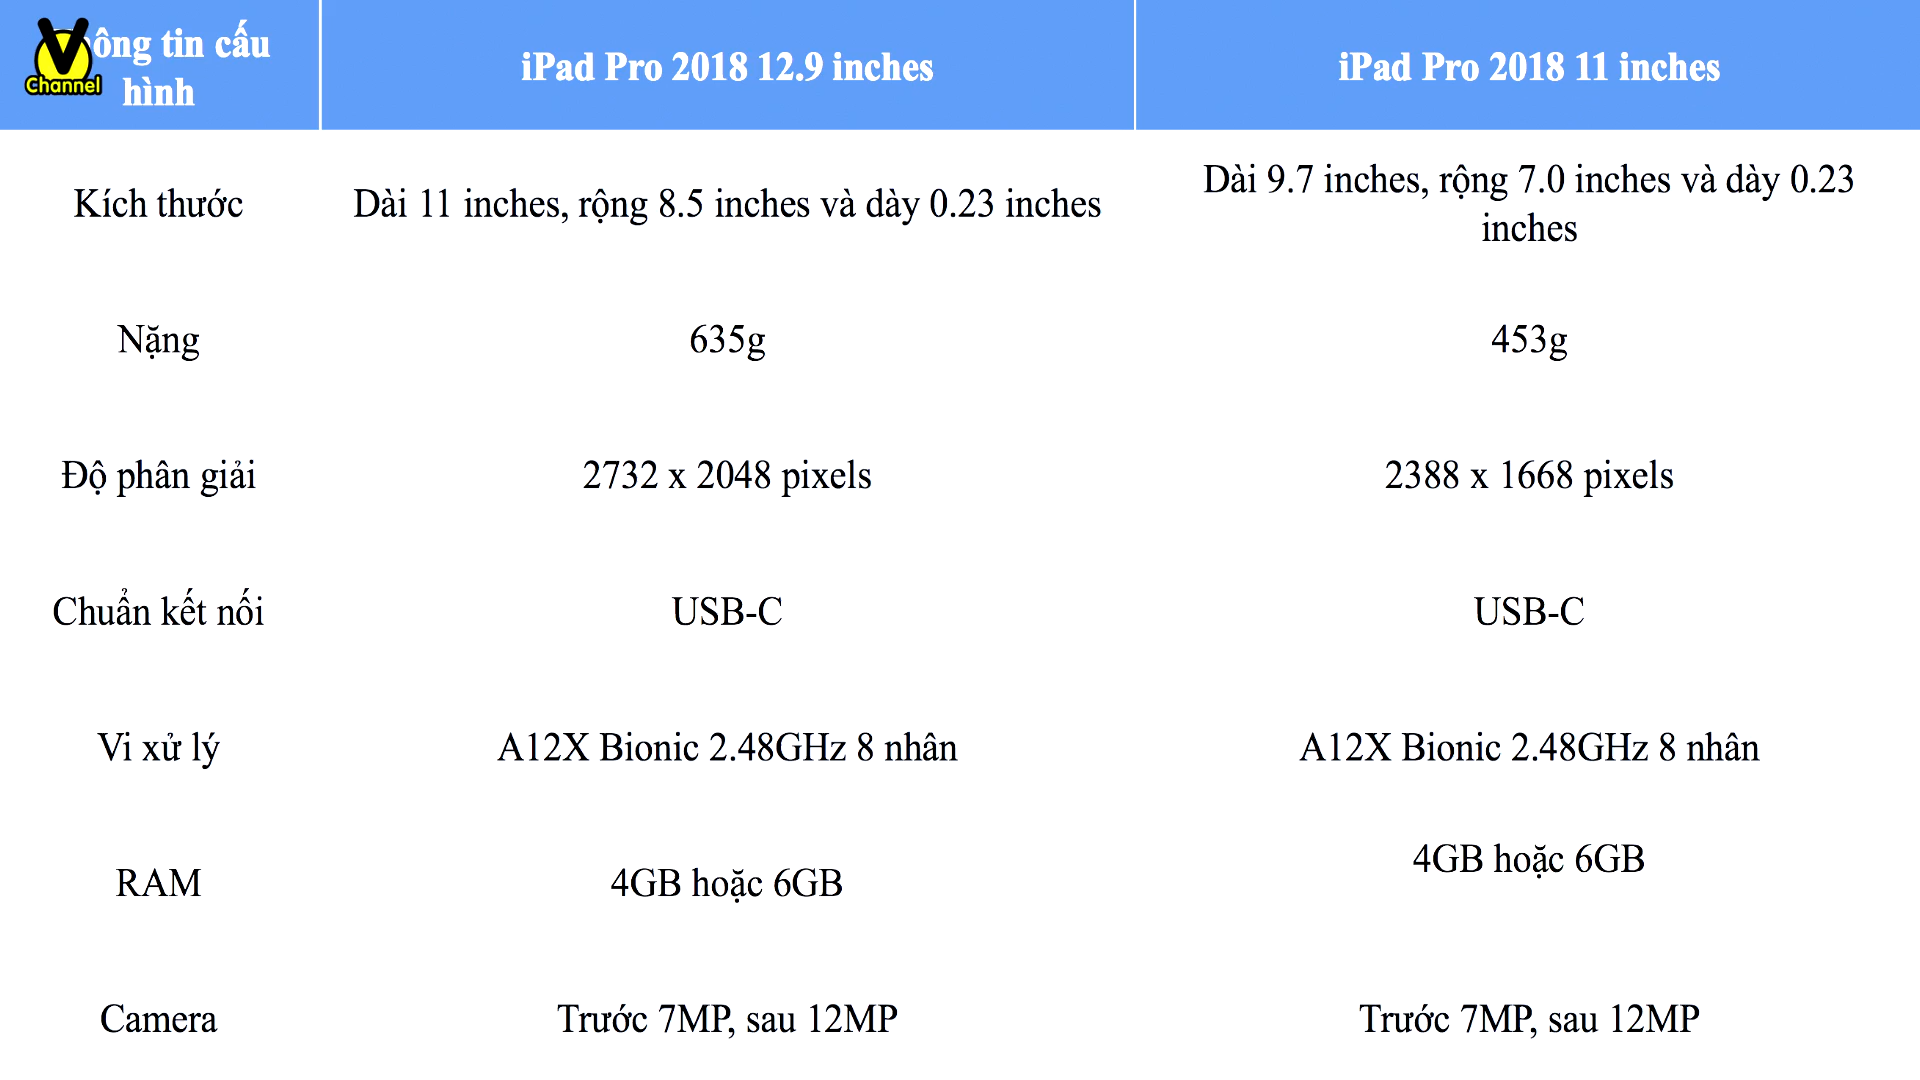 ông tin cấu
hình
Channel
iPad Pro 2018 12.9 inches
iPad Pro 2018 11 inches
Kích thước
Dài 11 inches, rộng 8.5 inches và dày 0.23 inches
Dài 9.7 inches, rộng 7.0 inches và dày 0.23
inches
Nặng
635g
453g
Độ phân giải
2732 x 2048 pixels
2388 x 1668 pixels
Chuẩn kết nối
USB-C
USB-C
Vi xử lý
A12X Bionic 2.48GHz 8 nhân
A12X Bionic 2.48GHz 8 nhân
RAM
4GB hoặc 6GB
4GB hoặc 6GB
Camera
Trước 7MP, sau 12MP
Trước 7MP, sau 12MP